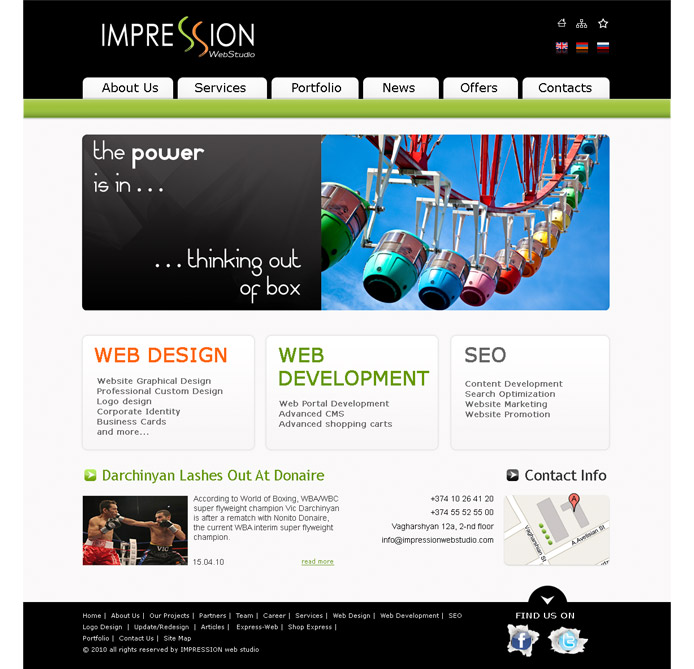 IMPRESSION
WebStudio
About Us
Services
Portfolio
News
Offers
Contacts
the power
is in . . .
. . . thinking out
of box
WEB DESIGN
Website Graphical Design
Professional Custom Design
Logo design
Corporate Identity
Business Cards
and more...
WEB
DEVELOPMENT
Web Portal Development
Advanced CMS
Advanced shopping carts
SEO
Content Development
Search Optimization
Website Marketing
Website Promotion
Darchinyan Lashes Out At Donaire
According to World of Boxing, WBA/WBC
super flyweight champion Vic Darchinyan
is after a rematch with Nonito Donaire,
the current WBA interim super flyweight
champion.
15.04.10
read more
VIC
Contact Info
+374 10 26 41 20
+374 55 52 55 00
Vagharshyan 12a, 2-nd floor
info@impressionwebstudio.com
A
Vagharshian St
A.Avetissian St.
Home | About Us | Our Projects | Partners | Team | Career | Services | Web Design | Web Development | SEO
Logo Design | Update/Redesign | Articles | Express-Web | Shop Express |
Portfolio | Contact Us | Site Map
© 2010 all rights reserved by IMPRESSION web studio
FIND US ON
f
t